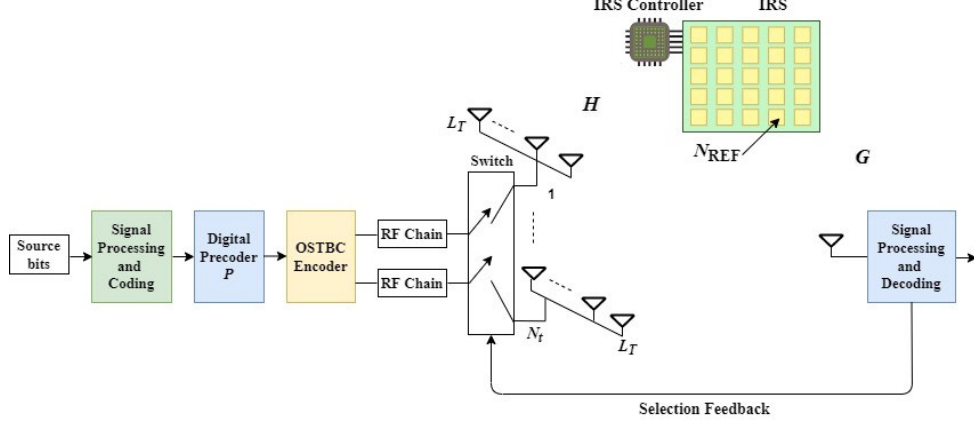 IRS Controller
IRS
H
L_T
N_REF
G
Switch
1
Source
bits
Signal
Processing
and
Coding
Digital
Precoder
P
OSTBC
Encoder
RF Chain
RF Chain
Signal
Processing
and
Decoding
N_t
L_T
Selection Feedback